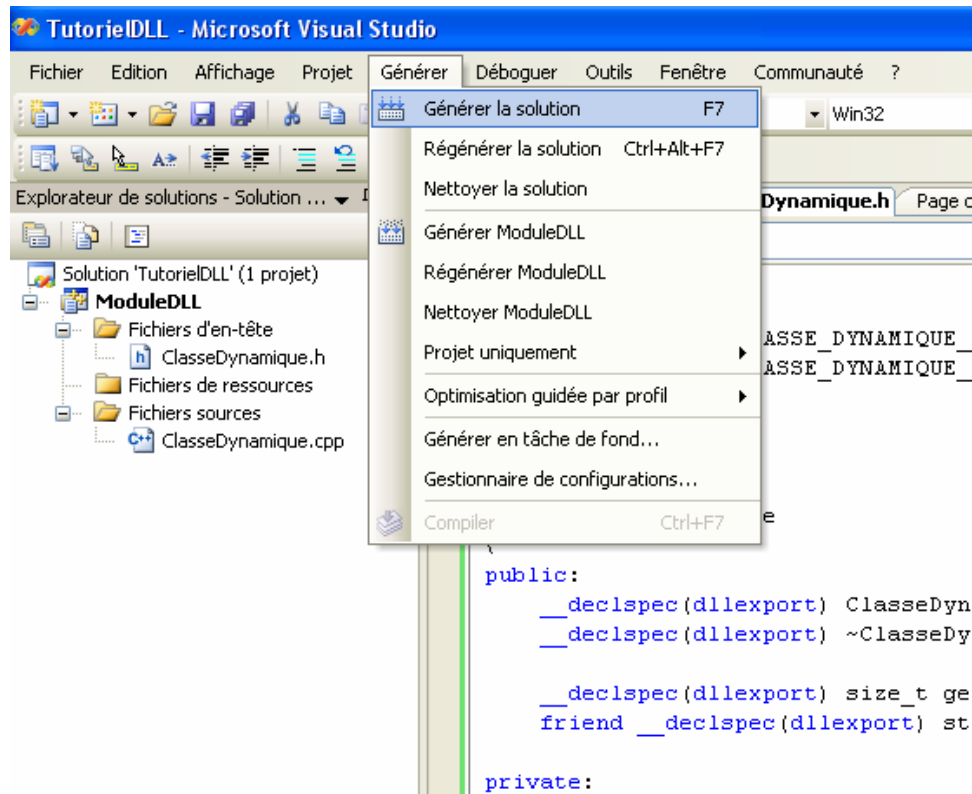 TutorielDLL - Microsoft Visual Studio
Fichier Edition Affichage Projet Générer Déboguer Outils Fenêtre Communauté ?
Win32
Explorateur de solutions - Solution ...
Solution 'TutorielDLL' (1 projet)
ModuleDLL
Fichiers d'en-tête
ClasseDynamique.h
Fichiers de ressources
Fichiers sources
ClasseDynamique.cpp
Générer la solution F7
Régénérer la solution Ctrl+Alt+F7
Nettoyer la solution
Générer ModuleDLL
Régénérer ModuleDLL
Nettoyer ModuleDLL
Projet uniquement
Optimisation guidée par profil
Générer en tâche de fond...
Gestionnaire de configurations...
Compiler Ctrl+F7
Dynamique.h Page d
ASSE_DYNAMIQUE_
ASSE_DYNAMIQUE_
e
{
public:
__declspec(dllexport) ClasseDyn
__declspec(dllexport) ~ClasseDy
__declspec(dllexport) size_t ge
friend __declspec(dllexport) st
private: